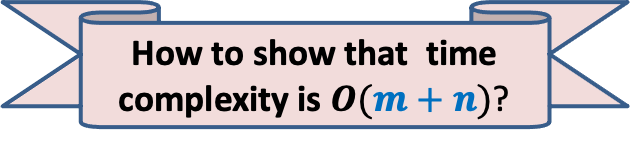 How to show that time
complexity is O(m + n)?